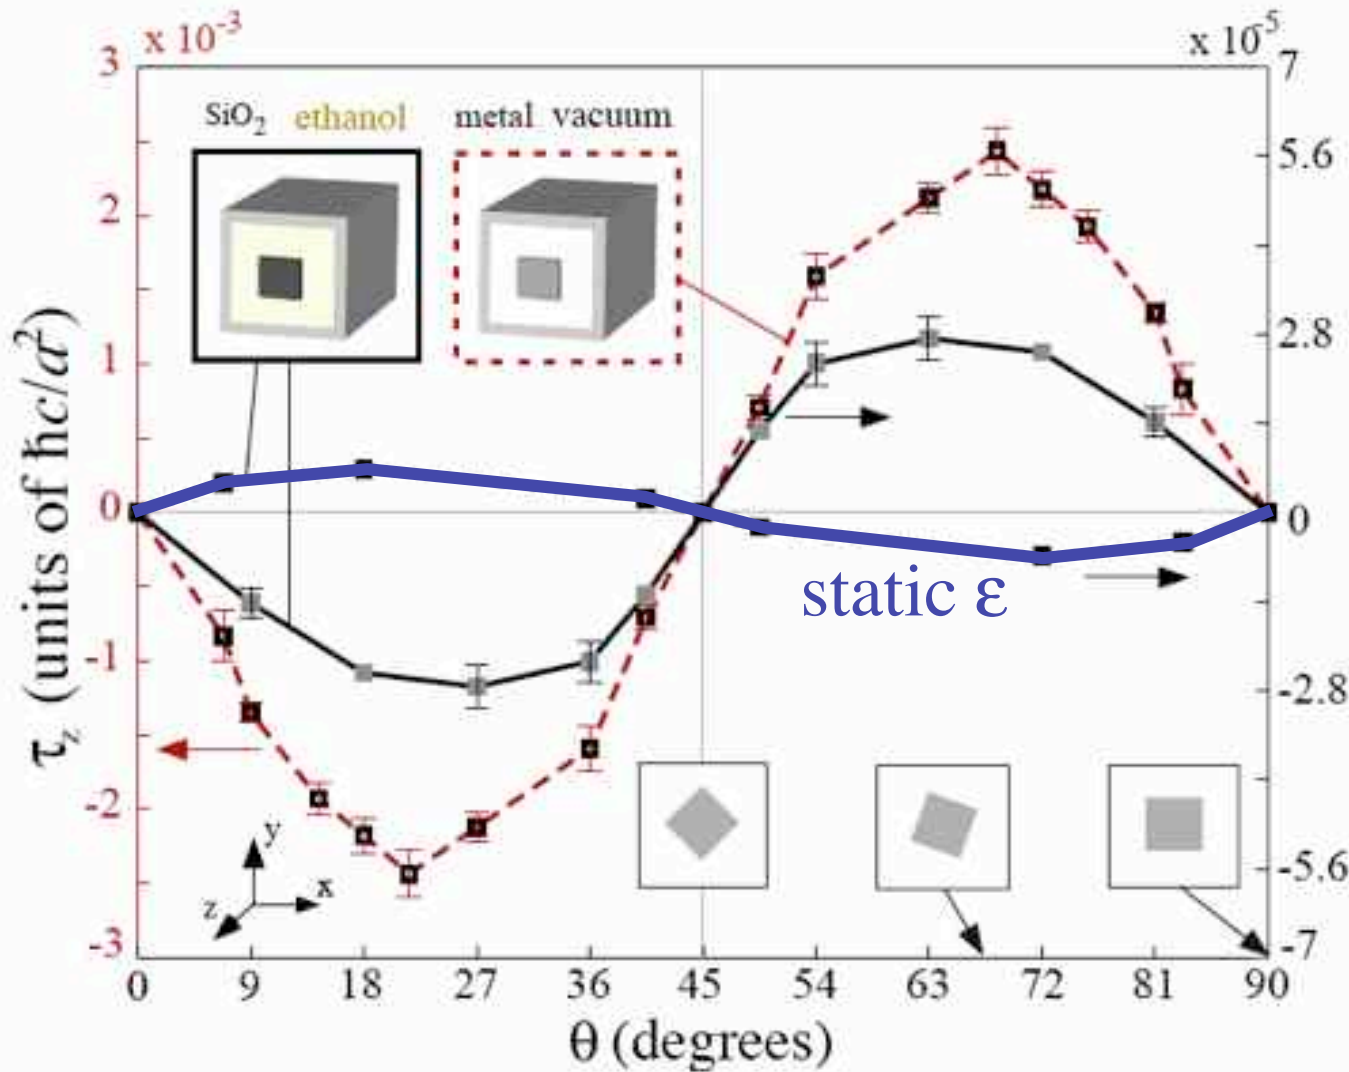 x 10⁻³
x 10⁻⁵
3
2
1
0
-1
-2
-3
7
5.6
2.8
0
-2.8
-5.6
-7
τz (units of ħc/a²)
SiO₂ ethanol
metal vacuum
static ε
y
x
z
0 9 18 27 36 45 54 63 72 81 90
θ (degrees)